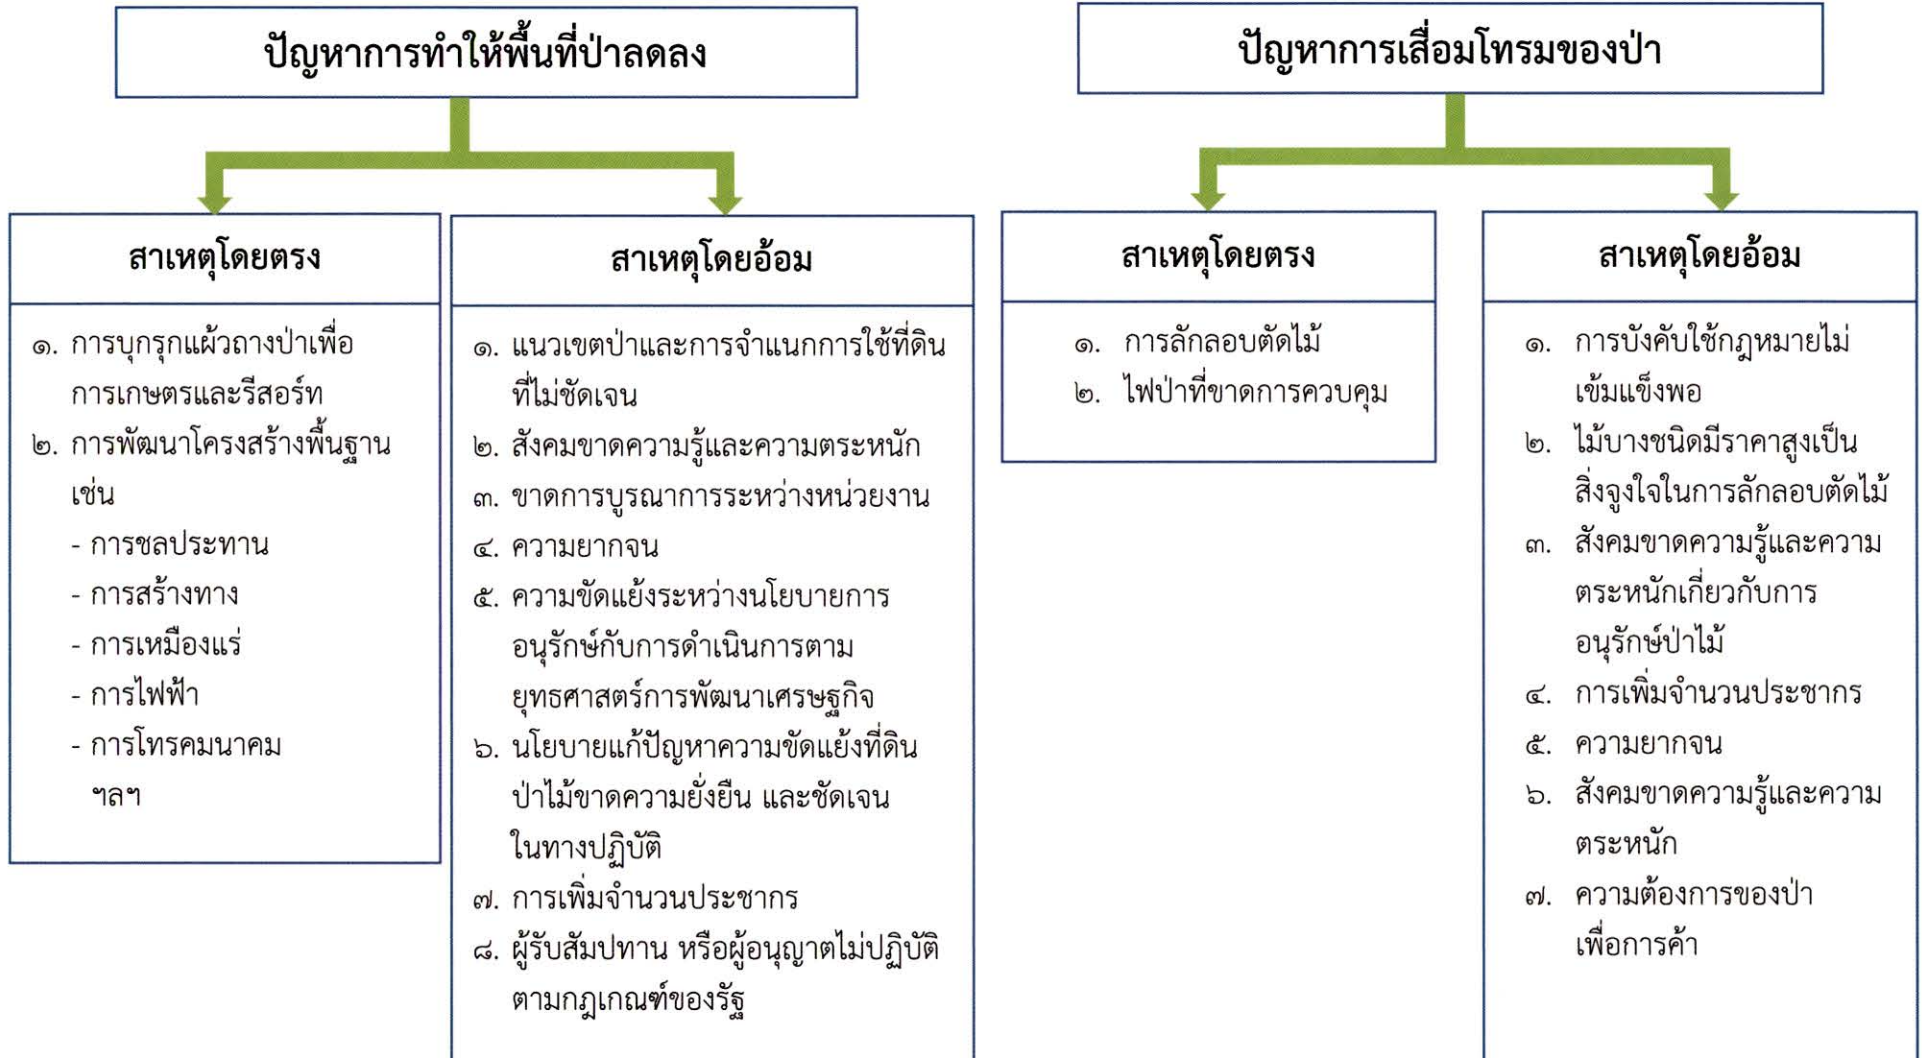 ปัญหาการทำให้พื้นที่ป่าลดลง
สาเหตุโดยตรง
๑. การบุกรุกแผ้วถางป่าเพื่อ
การเกษตรและรีสอร์ท
๒. การพัฒนาโครงสร้างพื้นฐาน
เช่น
- การชลประทาน
- การสร้างทาง
- การเหมืองแร่
- การไฟฟ้า
- การโทรคมนาคม
ฯลฯ
สาเหตุโดยอ้อม
๑. แนวเขตป่าและการจำแนกการใช้ที่ดิน
ที่ไม่ชัดเจน
๒. สังคมขาดความรู้และความตระหนัก
๓. ขาดการบูรณาการระหว่างหน่วยงาน
๔. ความยากจน
๕. ความขัดแย้งระหว่างนโยบายการ
อนุรักษ์กับการดำเนินการตาม
ยุทธศาสตร์การพัฒนาเศรษฐกิจ
๖. นโยบายแก้ปัญหาความขัดแย้งที่ดิน
ป่าไม้ขาดความยั่งยืน และชัดเจน
ในทางปฏิบัติ
๗. การเพิ่มจำนวนประชากร
๘. ผู้รับสัมปทาน หรือผู้อนุญาตไม่ปฏิบัติ
ตามกฎเกณฑ์ของรัฐ
ปัญหาการเสื่อมโทรมของป่า
สาเหตุโดยตรง
๑. การลักลอบตัดไม้
๒. ไฟป่าที่ขาดการควบคุม
สาเหตุโดยอ้อม
๑. การบังคับใช้กฎหมายไม่
เข้มแข็งพอ
๒. ไม้บางชนิดมีราคาสูงเป็น
สิ่งจูงใจในการลักลอบตัดไม้
๓. สังคมขาดความรู้และความ
ตระหนักเกี่ยวกับการ
อนุรักษ์ป่าไม้
๔. การเพิ่มจำนวนประชากร
๕. ความยากจน
๖. สังคมขาดความรู้และความ
ตระหนัก
๗. ความต้องการของป่า
เพื่อการค้า